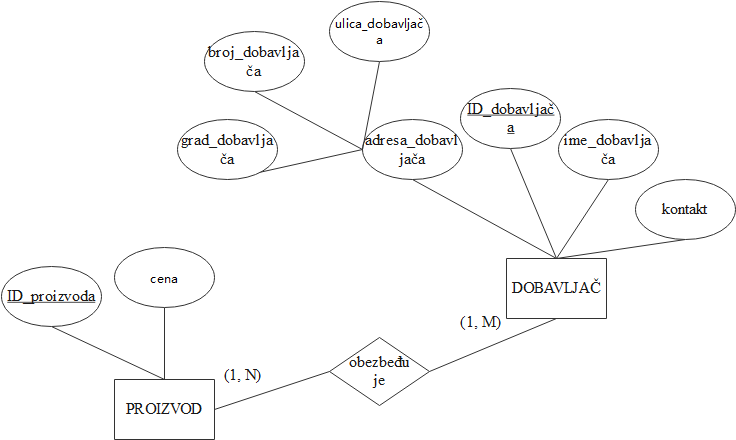 ulica_dobavljač
a
broj_dobavlja
ča
ID_dobavljač
a
grad_dobavlja
ča
adresa_dobavl
jača
ime_dobavlja
ča
kontakt
cena
ID_proizvoda
DOBAVLJAČ
(1, M)
obezbeđu
je
(1, N)
PROIZVOD